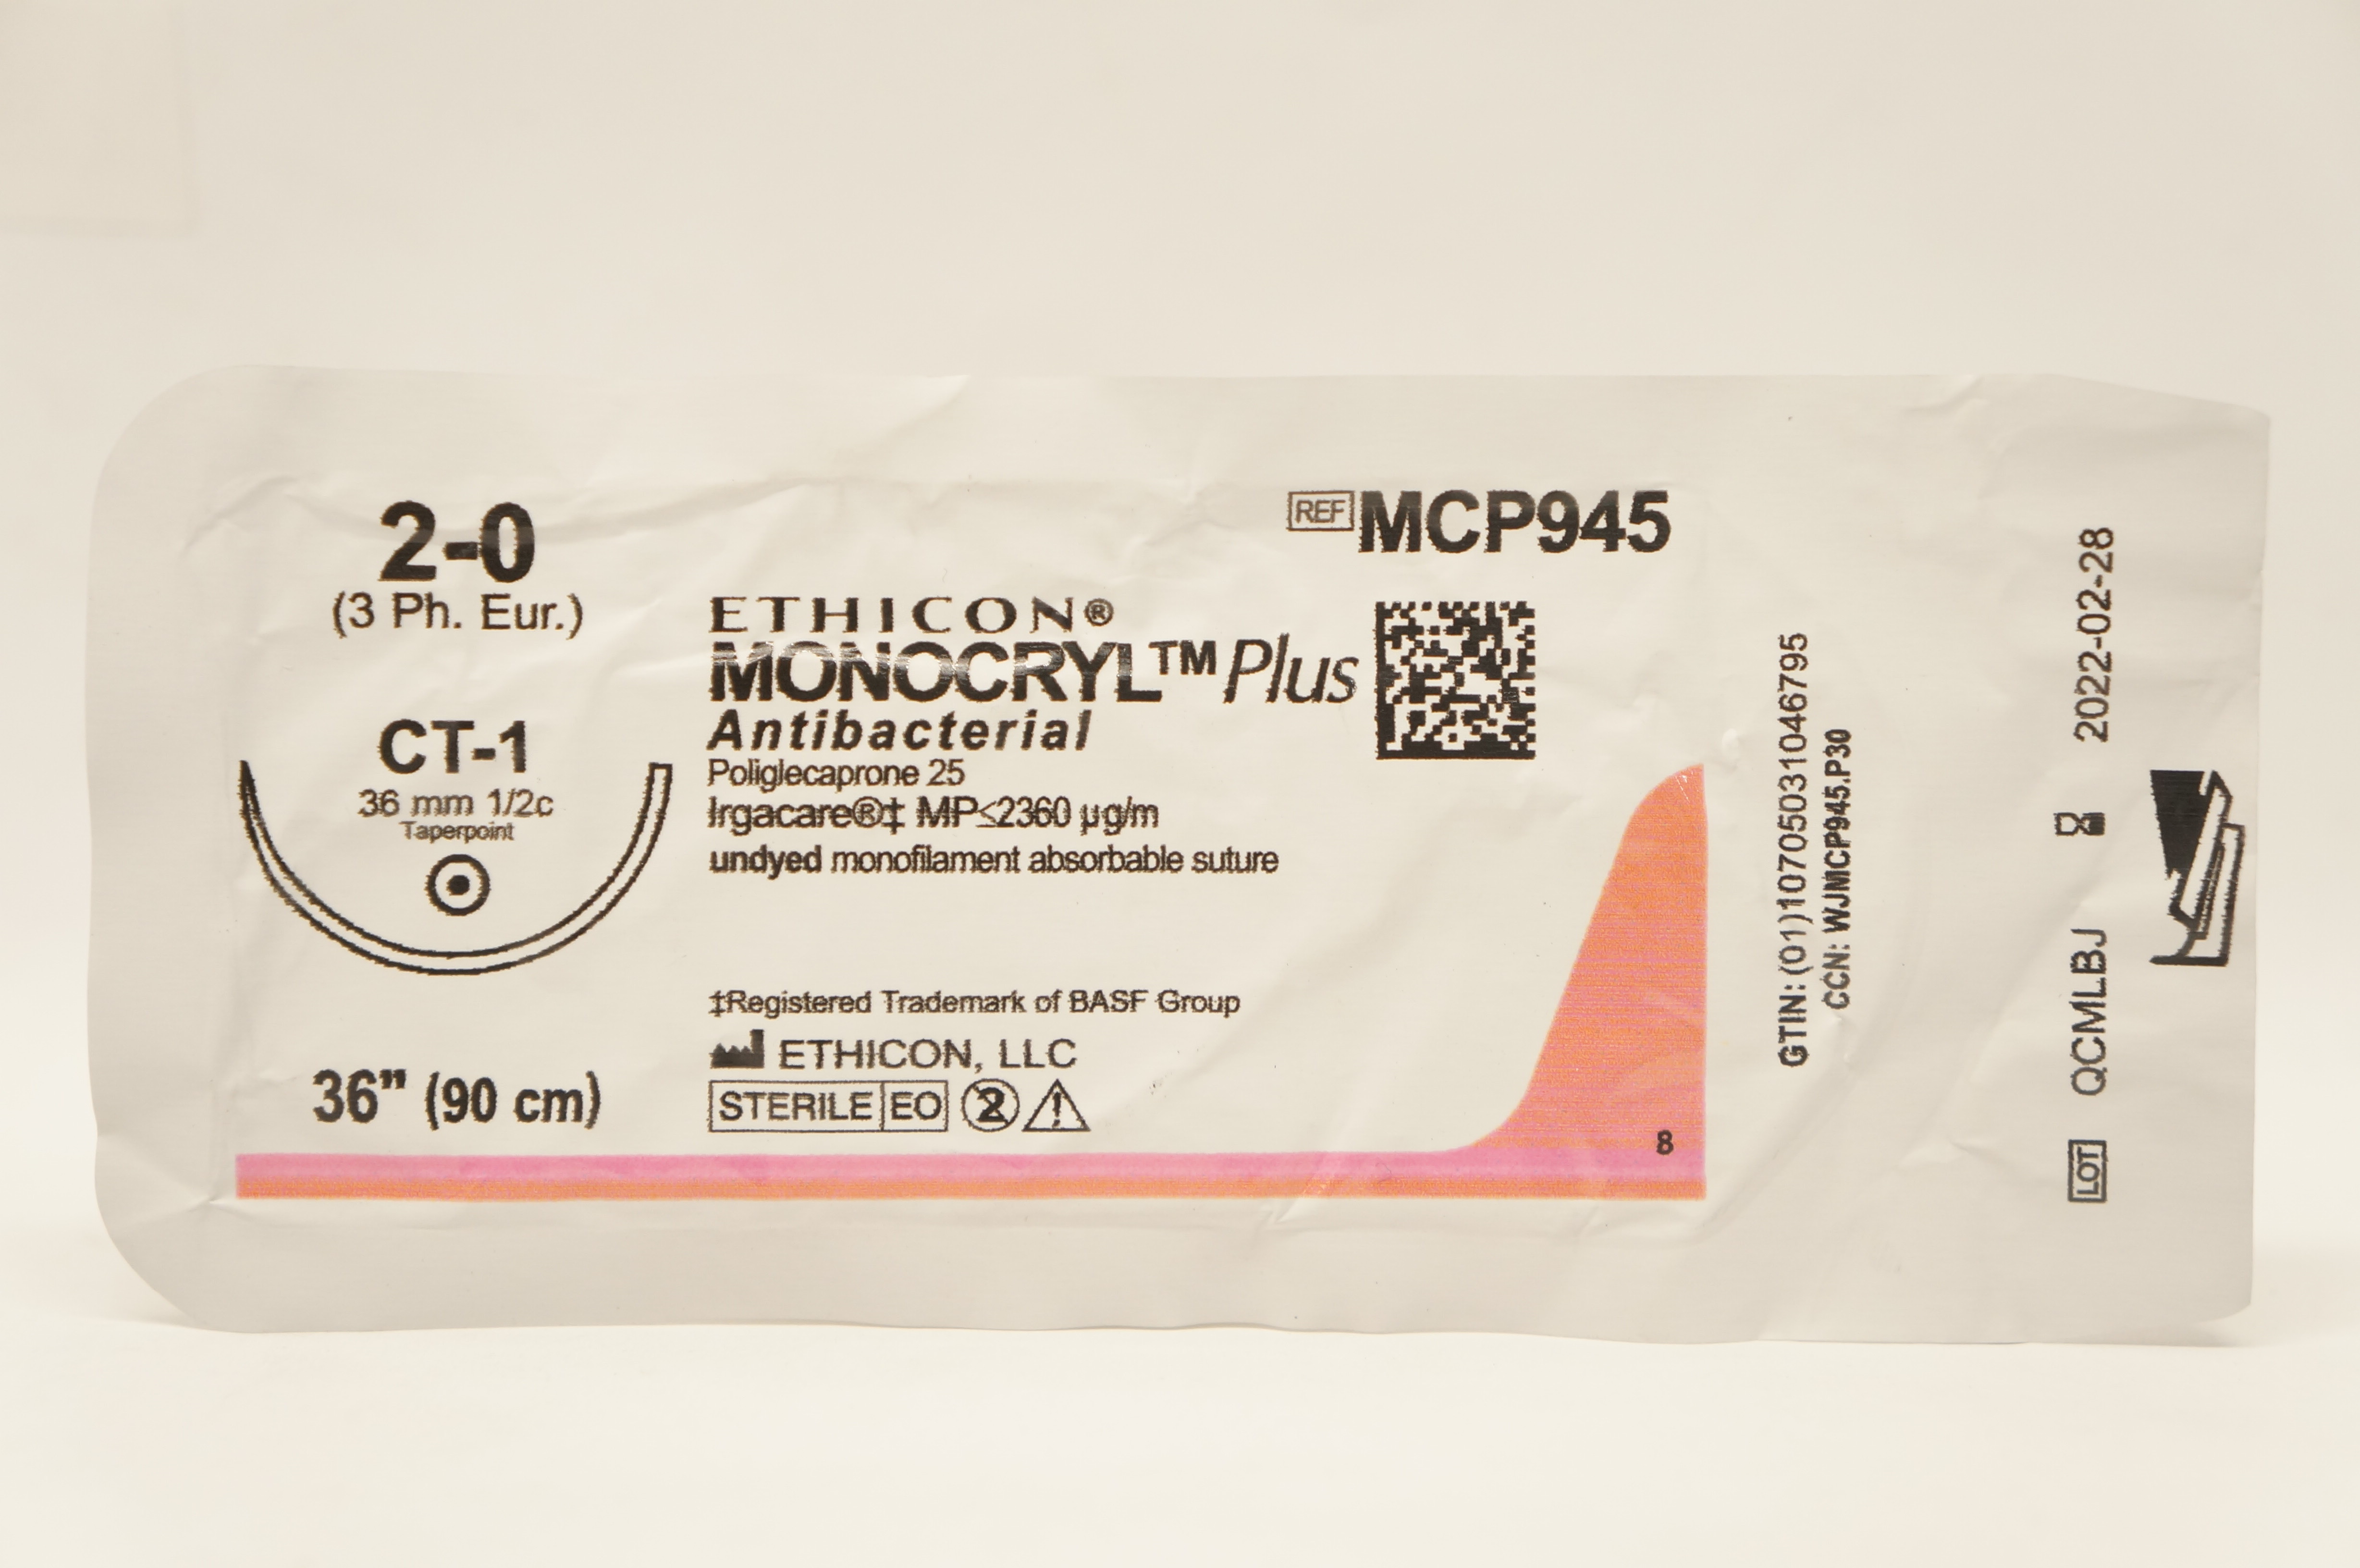 2-0
(3 Ph. Eur.)
CT-1
36 mm 1/2c
Taperpoint
36” (90 cm)
REF MCP945
ETHICON®
MONOCRYL™ Plus
Antibacterial
Poliglecaprone 25
Irgacare®‡ MP≤2360 µg/m
undyed monofilament absorbable suture
‡Registered Trademark of BASF Group
ETHICON, LLC
STERILE EO 2
8
GTIN: (01)10705031046795
CCN: WJMCP945.P30
LOT QCMLBJ 2022-02-28